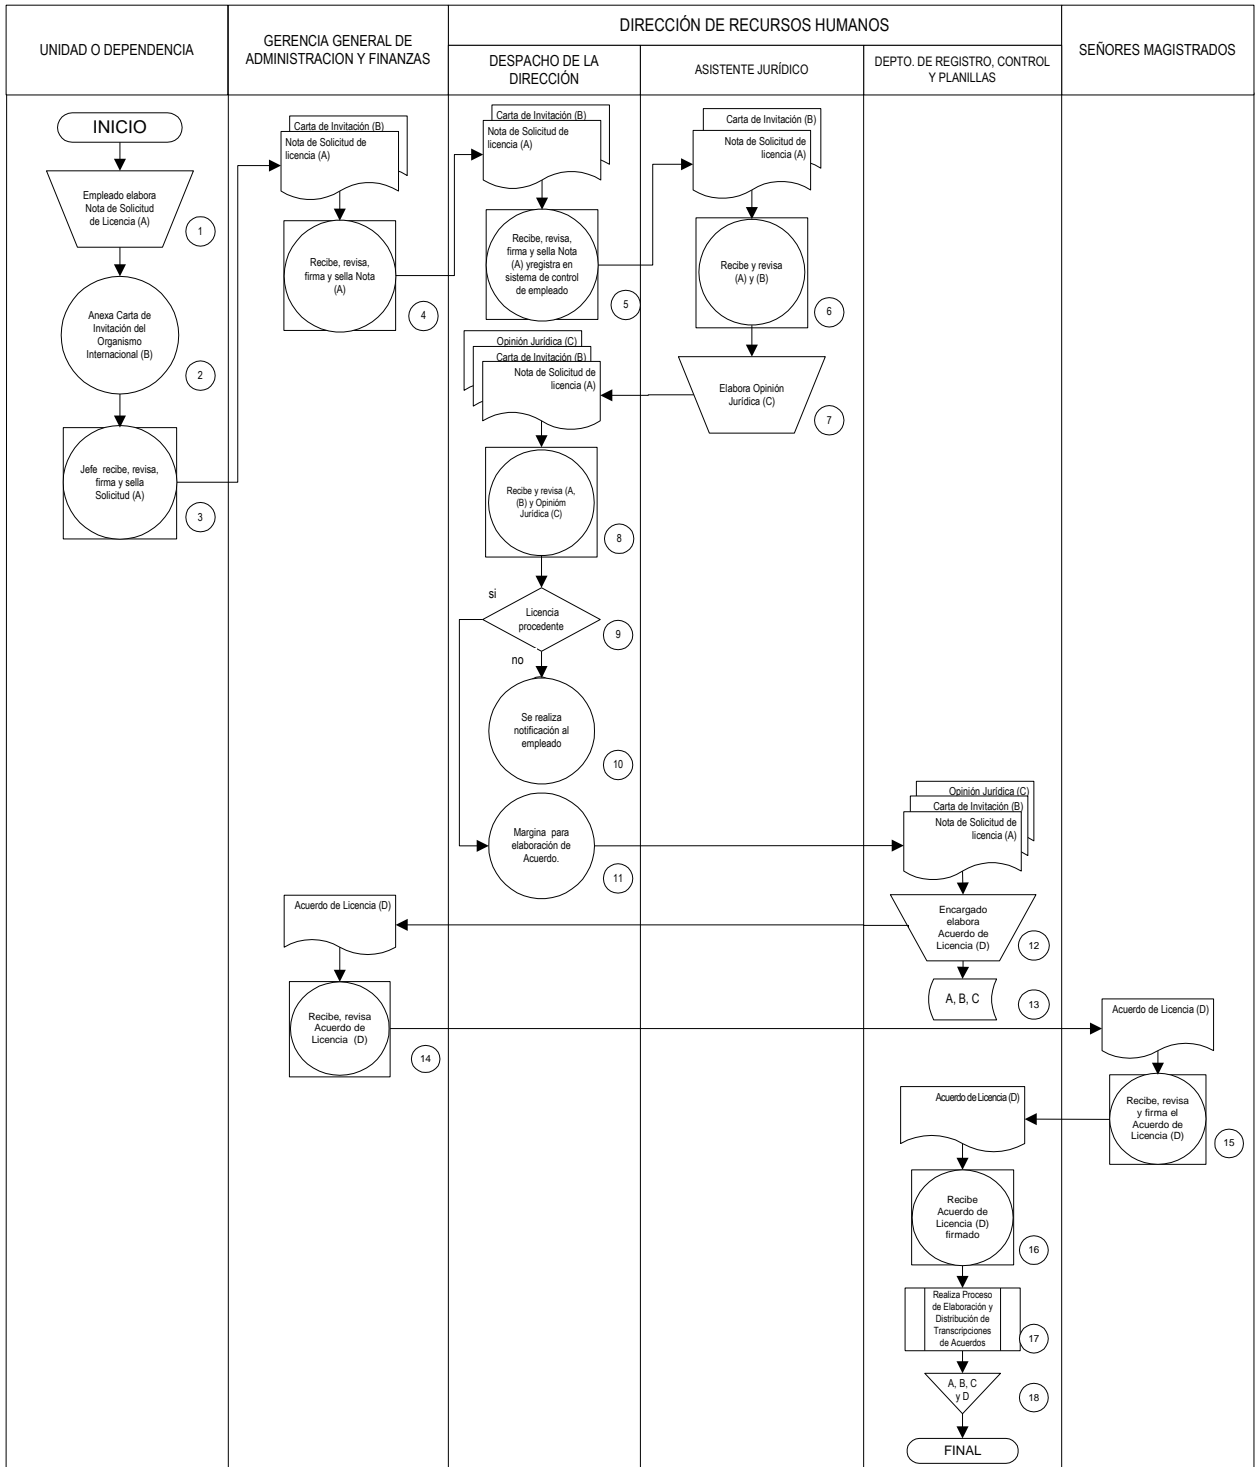 UNIDAD O DEPENDENCIA
GERENCIA GENERAL DE
ADMINISTRACION Y FINANZAS
DIRECCIÓN DE RECURSOS HUMANOS
DESPACHO DE LA
DIRECCIÓN
ASISTENTE JURÍDICO
DEPTO. DE REGISTRO, CONTROL
Y PLANILLAS
SEÑORES MAGISTRADOS
INICIO
Empleado elabora
Nota de Solicitud
de Licencia (A)
1
Anexa Carta de
Invitación del
Organismo
Internacional (B)
2
Jefe recibe, revisa,
firma y sella
Solicitud (A)
3
Carta de Invitación (B)
Nota de Solicitud de
licencia (A)
Recibe, revisa,
firma y sella Nota
(A)
4
Carta de Invitación (B)
Nota de Solicitud de
licencia (A)
Recibe, revisa,
firma y sella Nota
(A) yregistra en
sistema de control
de empleado
5
Carta de Invitación (B)
Nota de Solicitud de
licencia (A)
Recibe y revisa
(A) y (B)
6
Elabora Opinión
Jurídica (C)
7
Opinión Jurídica (C)
Carta de Invitación (B)
Nota de Solicitud de
licencia (A)
Recibe y revisa (A,
(B) y Opinióm
Jurídica (C)
8
si
Licencia
procedente
9
no
Se realiza
notificación al
empleado
10
Margina para
elaboración de
Acuerdo.
11
Opinión Jurídica (C)
Carta de Invitación (B)
Nota de Solicitud de
licencia (A)
Encargado
elabora
Acuerdo de
Licencia (D)
12
A, B, C
13
Acuerdo de Licencia (D)
Recibe, revisa
Acuerdo de
Licencia (D)
14
Acuerdo de Licencia (D)
Recibe, revisa
y firma el
Acuerdo de
Licencia (D)
15
Acuerdo de Licencia (D)
Recibe
Acuerdo de
Licencia (D)
firmado
16
Realiza Proceso
de Elaboración y
Distribución de
Transcripciones
de Acuerdos
17
A, B, C
y D
18
FINAL